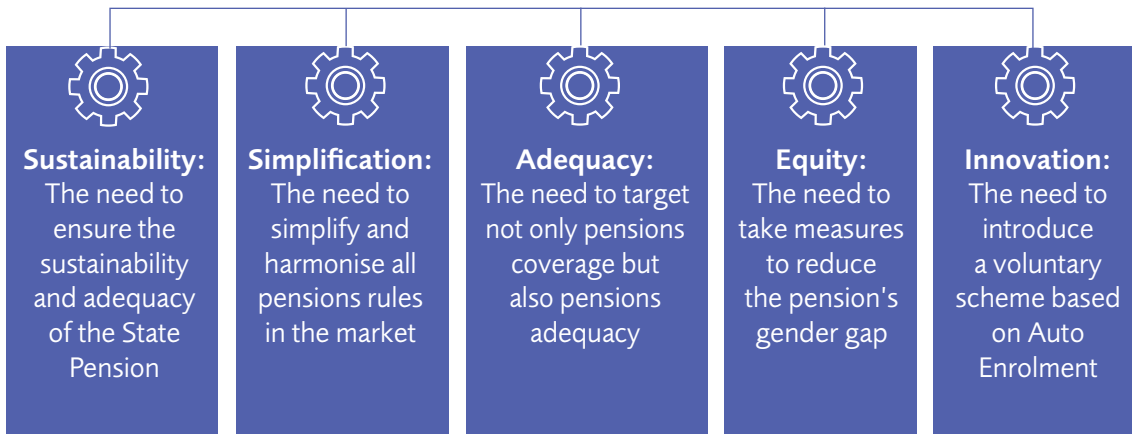 Sustainability:
The need to
ensure the
sustainability
and adequacy
of the State
Pension
Simplification:
The need to
simplify and
harmonise all
pensions rules
in the market
Adequacy:
The need to target
not only pensions
coverage but
also pensions
adequacy
Equity:
The need to
take measures
to reduce
the pension's
gender gap
Innovation:
The need to
introduce
a voluntary
scheme based
on Auto
Enrolment